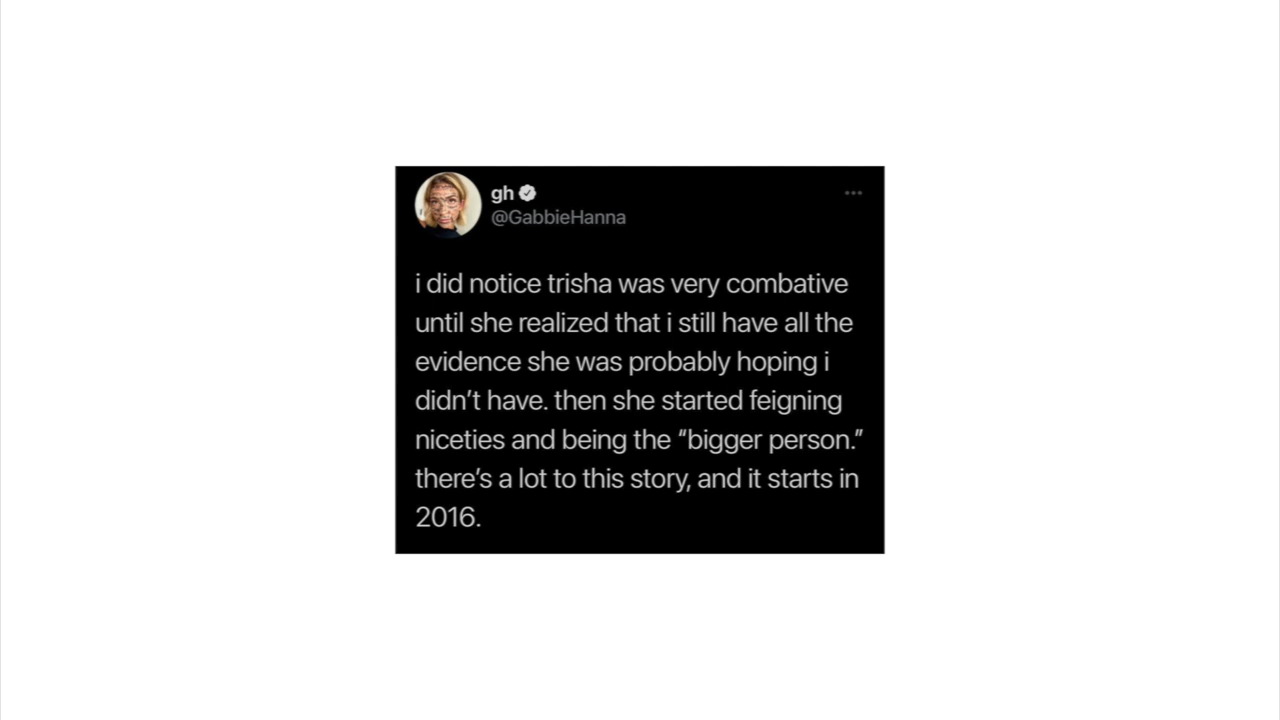 gh
@GabbieHanna
i did notice trisha was very combative
until she realized that i still have all the
evidence she was probably hoping i
didn’t have. then she started feigning
niceties and being the “bigger person.”
there’s a lot to this story, and it starts in
2016.